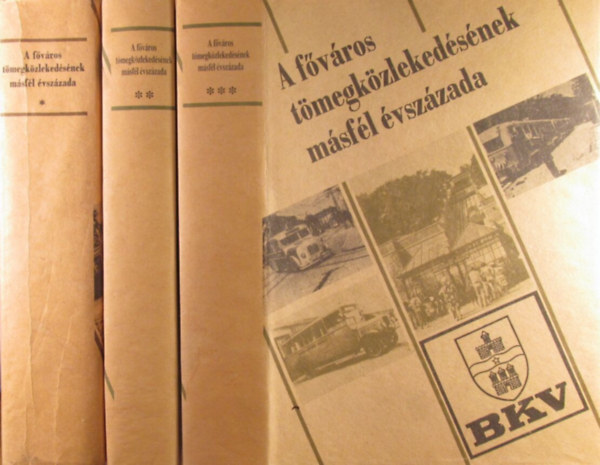 A főváros
tömegközlekedésének
másfél évszázada
*
A főváros
tömegközlekedésének
másfél évszázada
**
A főváros
tömegközlekedésének
másfél évszázada
***
A főváros
tömegközlekedésének
másfél évszázada
BKV